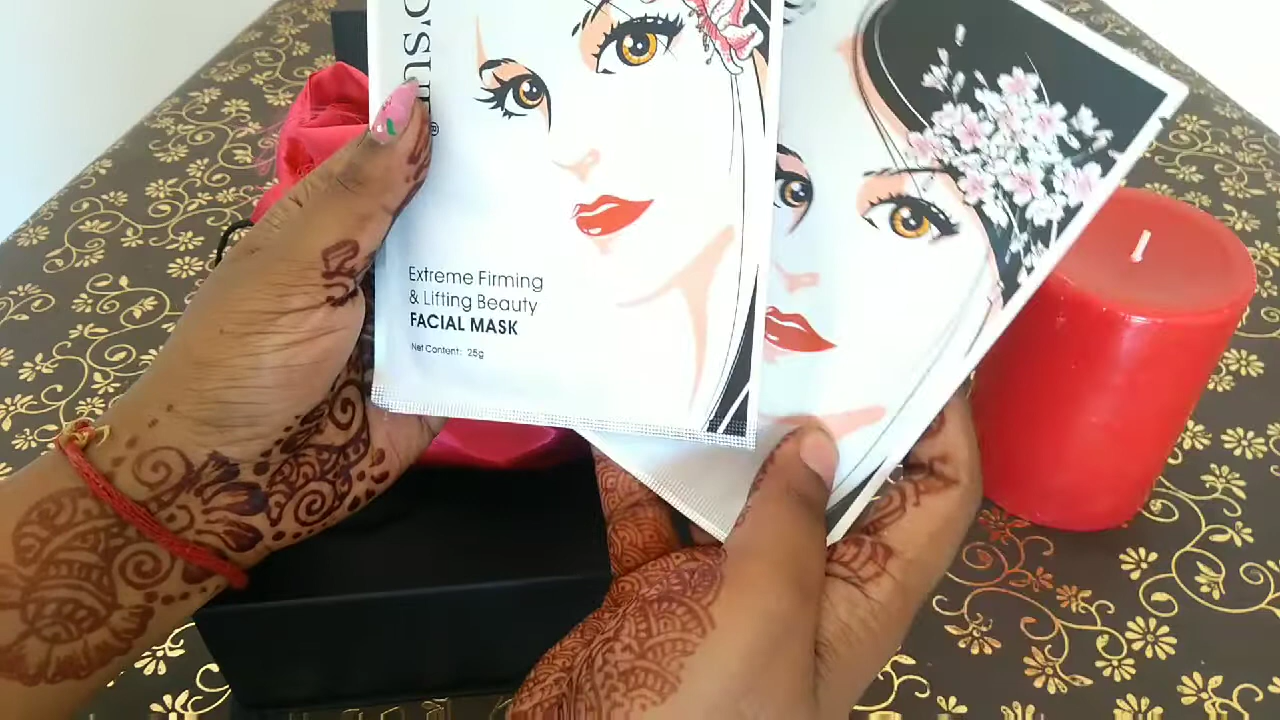 Extreme Firming
& Lifting Beauty
FACIAL MASK
Net Content: 25g